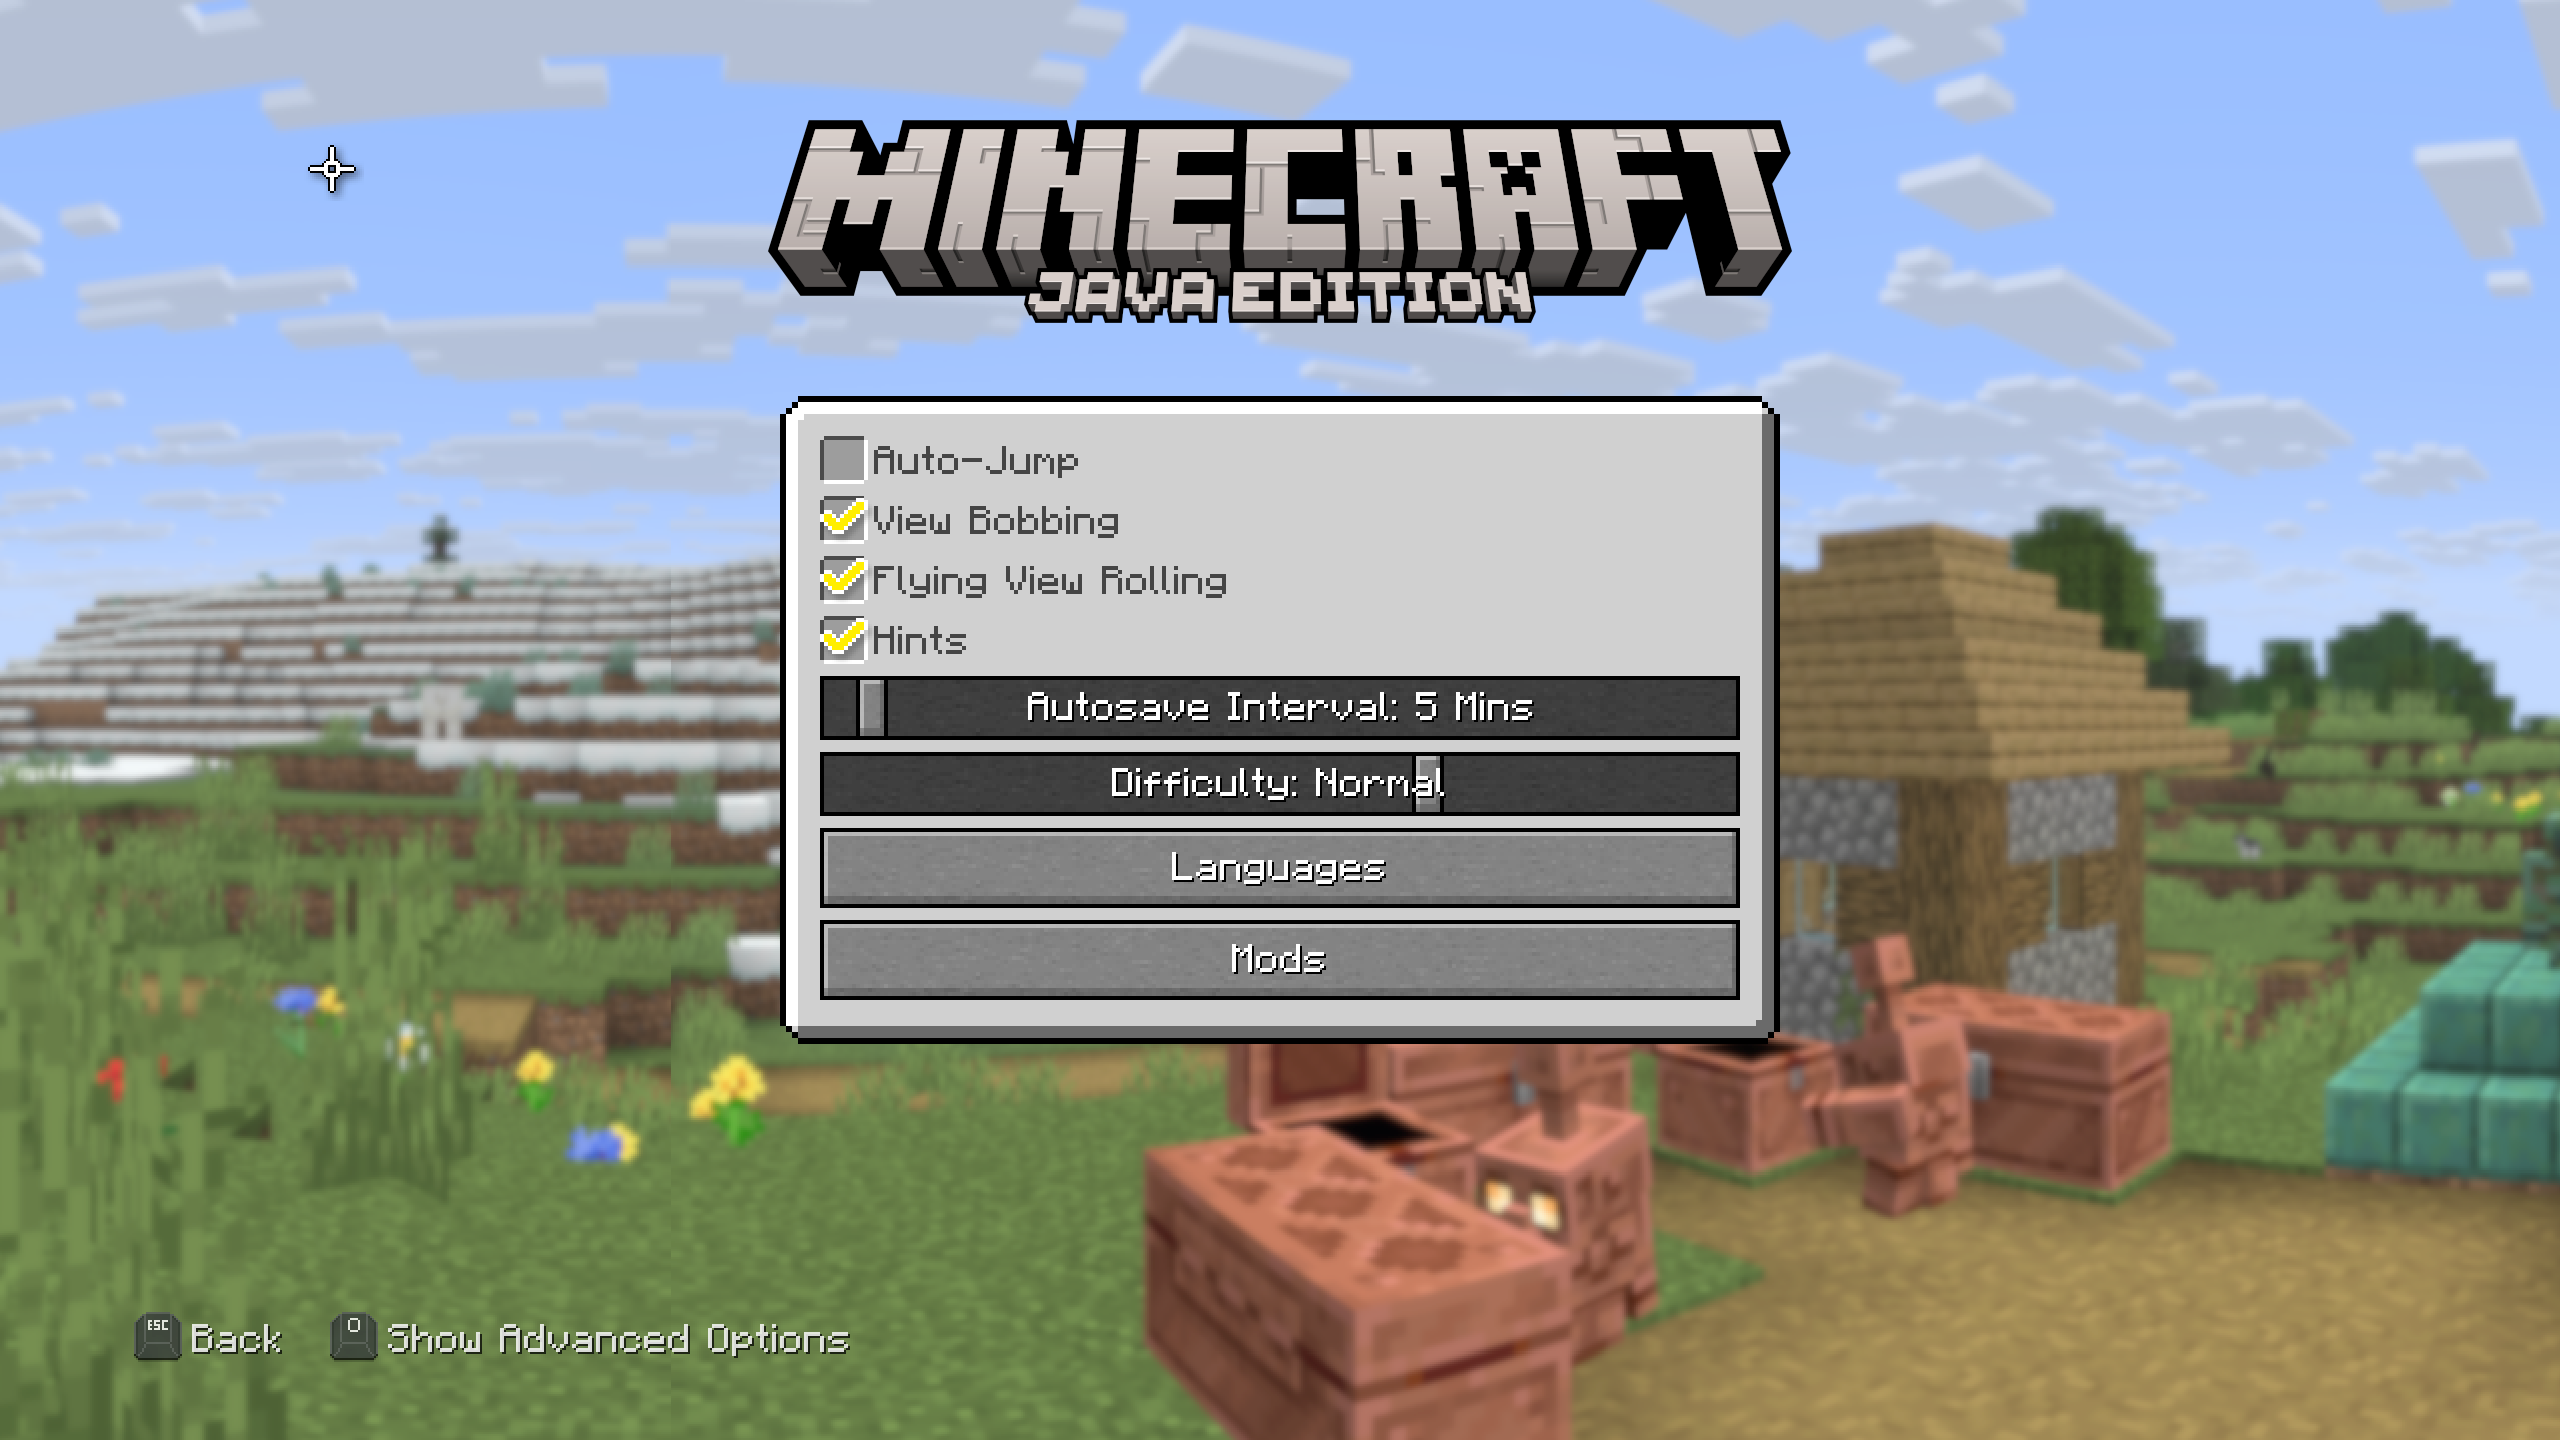 MINECRAFT
JAVA EDITION
Auto-Jump
View Bobbing
Flying View Rolling
Hints
Autosave Interval: 5 Mins
Difficulty: Normal
Languages
Mods
ESC Back O Show Advanced Options